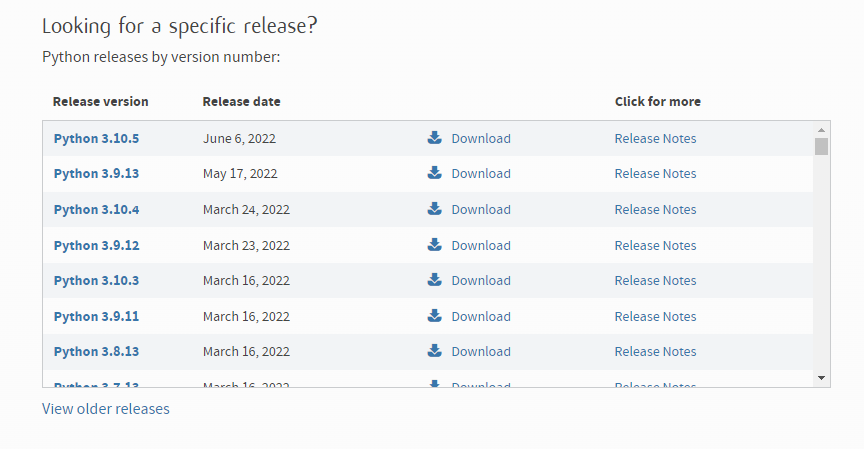 Looking for a specific release?
Python releases by version number:
Release version Release date Click for more
Python 3.10.5 June 6, 2022 Download Release Notes
Python 3.9.13 May 17, 2022 Download Release Notes
Python 3.10.4 March 24, 2022 Download Release Notes
Python 3.9.12 March 23, 2022 Download Release Notes
Python 3.10.3 March 16, 2022 Download Release Notes
Python 3.9.11 March 16, 2022 Download Release Notes
Python 3.8.13 March 16, 2022 Download Release Notes
Python 3.7.13 March 16, 2022 Download Release Notes
View older releases